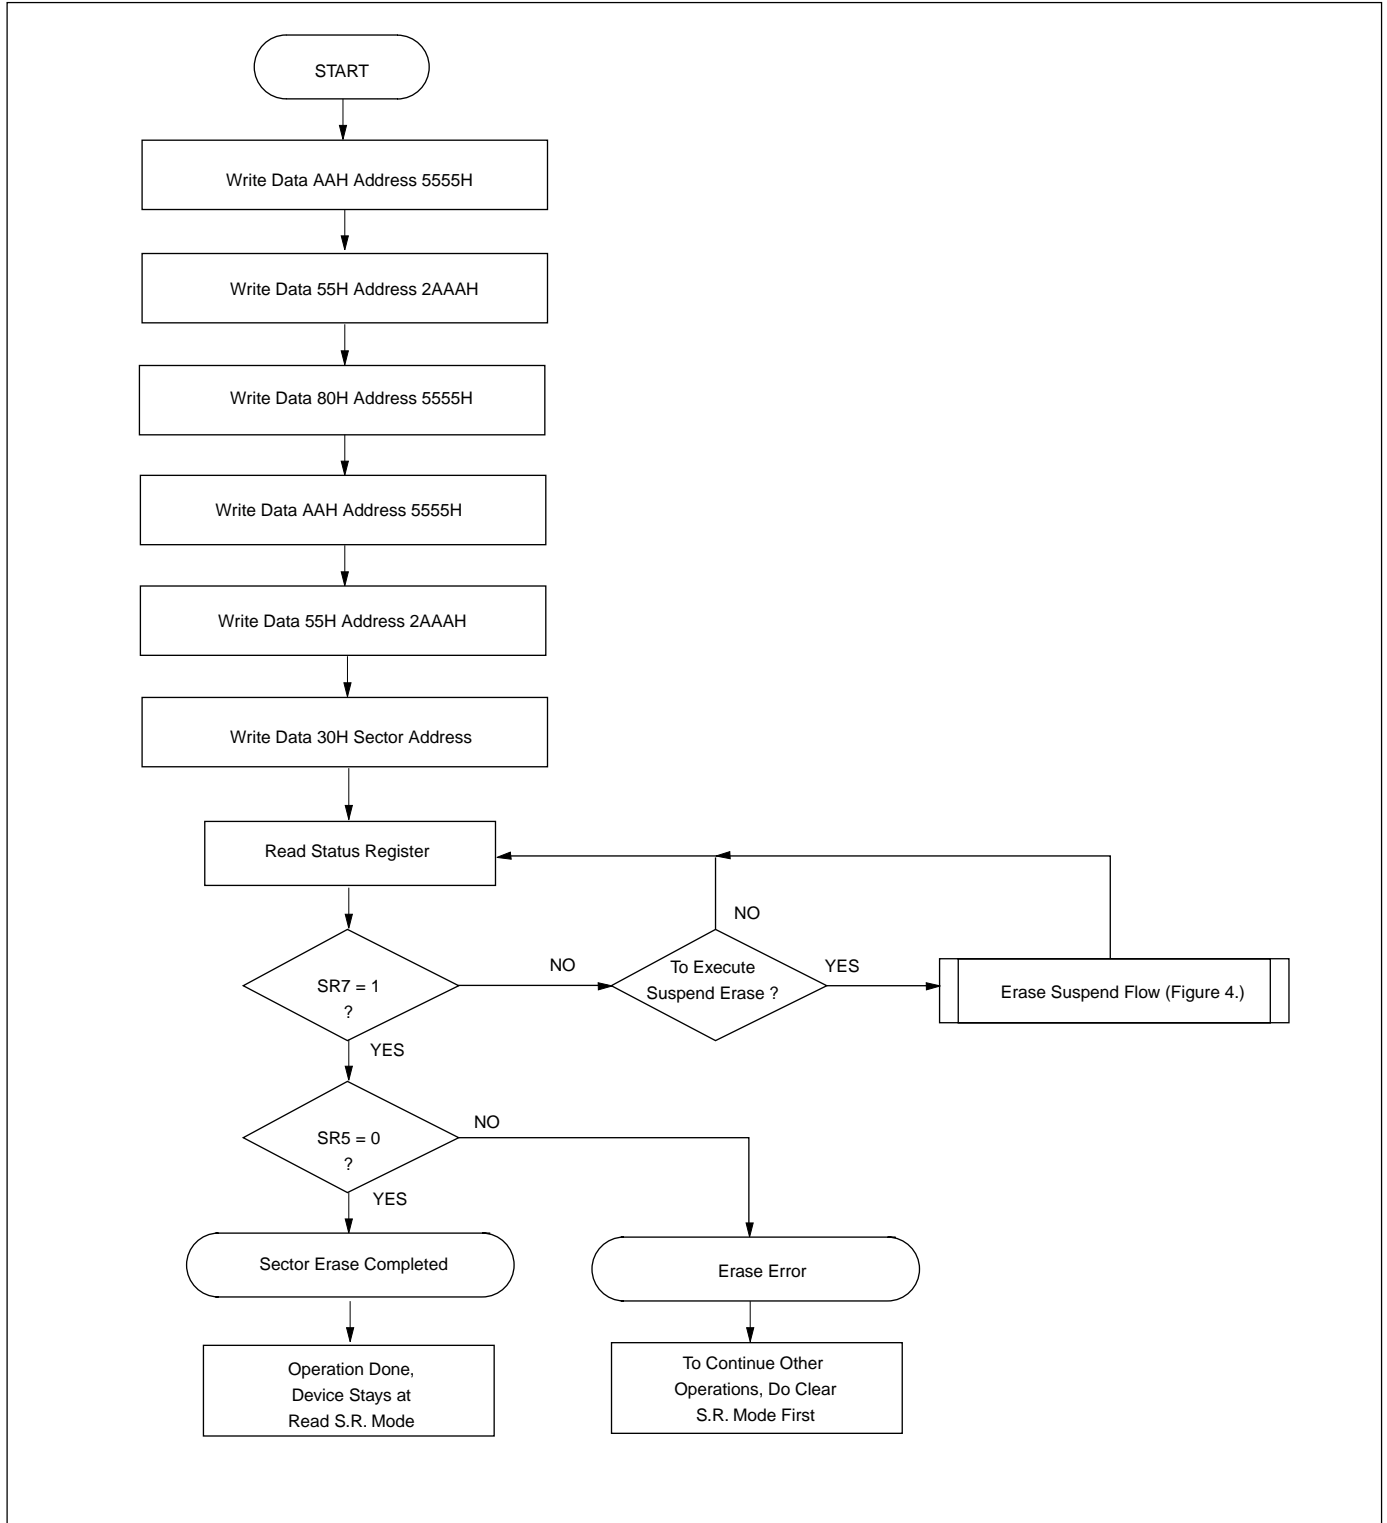 START
Write Data AAH Address 5555H
Write Data 55H Address 2AAAH
Write Data 80H Address 5555H
Write Data AAH Address 5555H
Write Data 55H Address 2AAAH
Write Data 30H Sector Address
Read Status Register
NO
SR7 = 1
?
NO
To Execute
Suspend Erase ?
YES
Erase Suspend Flow (Figure 4.)
YES
SR5 = 0
?
NO
YES
Sector Erase Completed
Erase Error
Operation Done,
Device Stays at
Read S.R. Mode
To Continue Other
Operations, Do Clear
S.R. Mode First